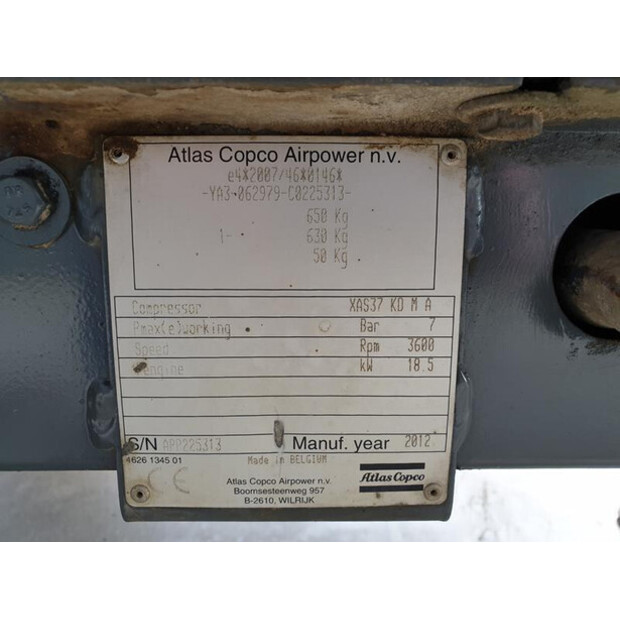 Atlas Copco Airpower n.v.
e4*2007/46*0146*
-YA3-062979-C0225313-
650 Kg
1- 630 Kg
50 Kg
Compressor XAS37 KD M A
Pmax(e)working Bar 7
Speed Rpm 3600
kW 18.5
S/N APP225313 Manuf. year 2012
4626 1345 01 Made in BELGIUM
CE
Atlas Copco Airpower n.v.
Boomsesteenweg 957
B-2610, WILRIJK
Atlas Copco